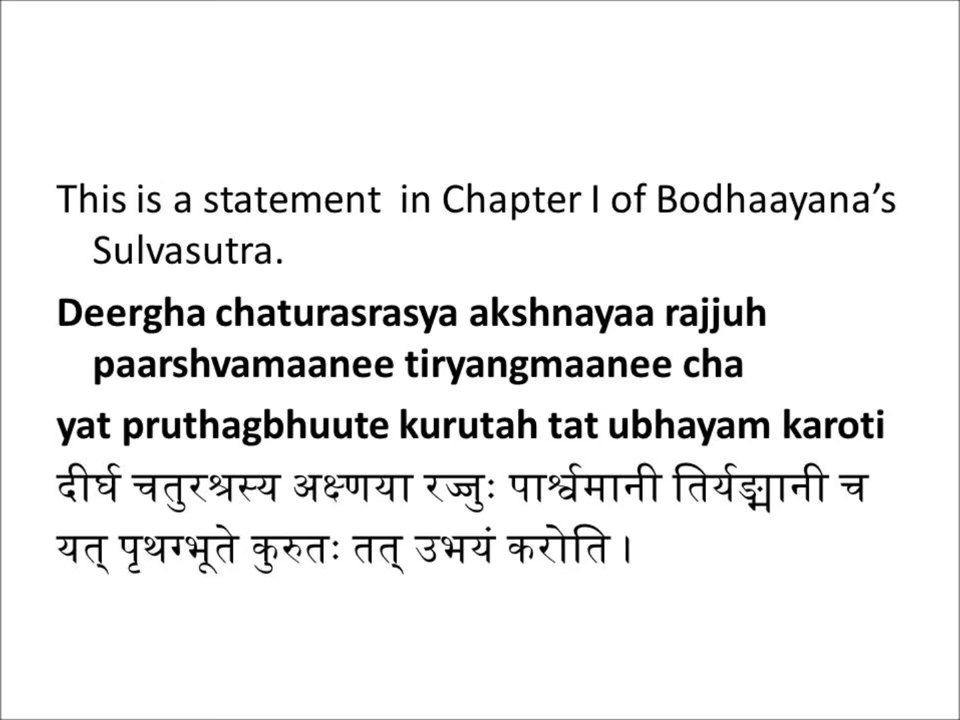 This is a statement in Chapter I of Bodhaayana’s
Sulvasutra.
Deergha chaturasrasya akshnayaa rajjuh
paarshvamaanee tiryangmaanee cha
yat pruthagbhuute kurutah tat ubhayam karoti
दीर्घ चतुरश्रस्य अक्ष्णया रज्जुः पार्श्वमानी तिर्यङ्मानी च
यत् पृथग्भूते कुरुतः तत् उभयं करोति ।